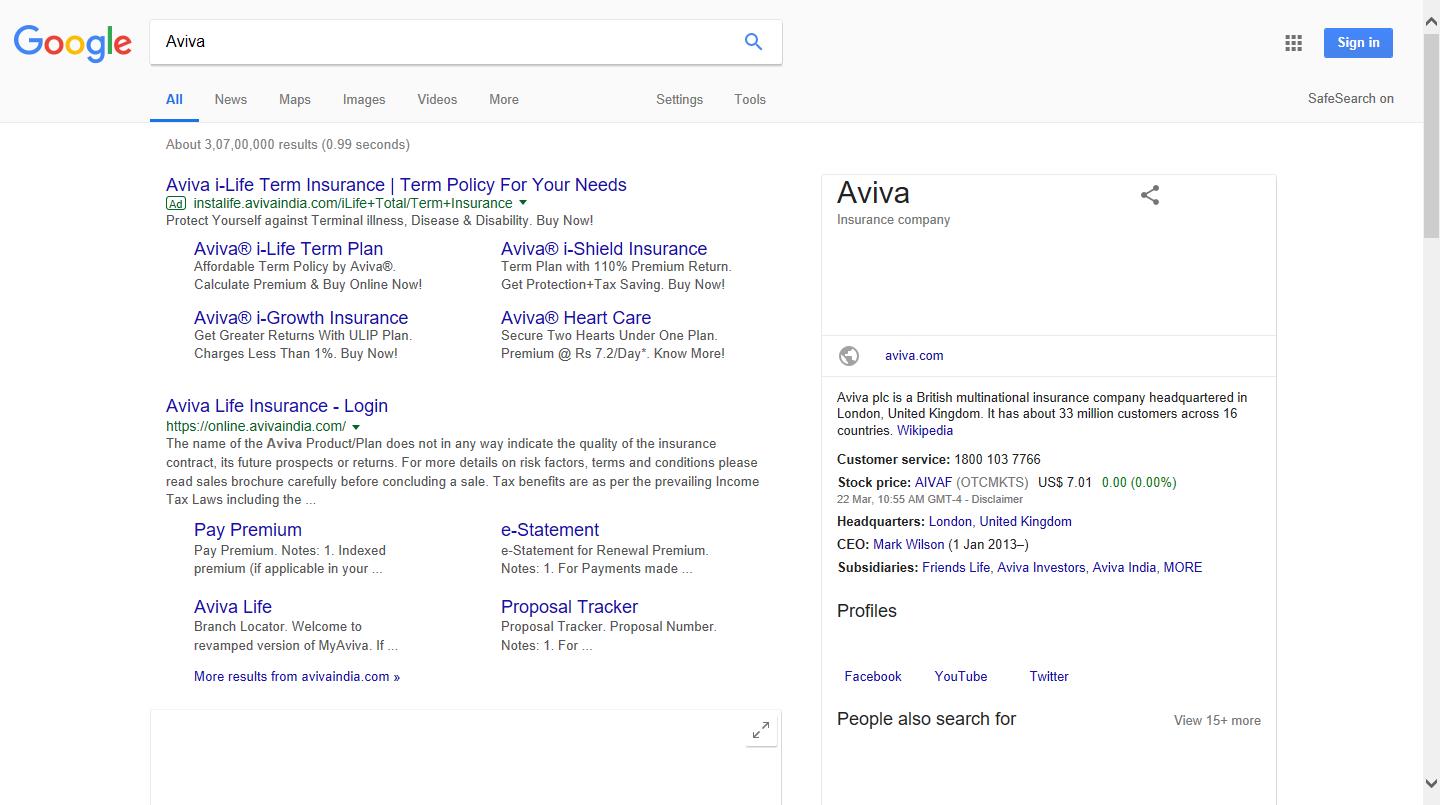 Google
Aviva
Sign in
All News Maps Images Videos More Settings Tools
SafeSearch on
About 3,07,00,000 results (0.99 seconds)
Aviva i-Life Term Insurance | Term Policy For Your Needs
Ad instalife.avivaindia.com/iLife+Total/Term+Insurance
Protect Yourself against Terminal illness, Disease & Disability. Buy Now!
Aviva® i-Life Term Plan
Affordable Term Policy by Aviva®.
Calculate Premium & Buy Online Now!
Aviva® i-Shield Insurance
Term Plan with 110% Premium Return.
Get Protection+Tax Saving. Buy Now!
Aviva® i-Growth Insurance
Get Greater Returns With ULIP Plan.
Charges Less Than 1%. Buy Now!
Aviva® Heart Care
Secure Two Hearts Under One Plan.
Premium @ Rs 7.2/Day*. Know More!
Aviva Life Insurance - Login
https://online.avivaindia.com/
The name of the Aviva Product/Plan does not in any way indicate the quality of the insurance
contract, its future prospects or returns. For more details on risk factors, terms and conditions please
read sales brochure carefully before concluding a sale. Tax benefits are as per the prevailing Income
Tax Laws including the ...
Pay Premium
Pay Premium. Notes: 1. Indexed
premium (if applicable in your ...
e-Statement
e-Statement for Renewal Premium.
Notes: 1. For Payments made ...
Aviva Life
Branch Locator. Welcome to
revamped version of MyAviva. If ...
Proposal Tracker
Proposal Tracker. Proposal Number.
Notes: 1. For ...
More results from avivaindia.com »
Aviva
Insurance company
aviva.com
Aviva plc is a British multinational insurance company headquartered in
London, United Kingdom. It has about 33 million customers across 16
countries. Wikipedia
Customer service: 1800 103 7766
Stock price: AIVAF (OTCMKTS) US$ 7.01 0.00 (0.00%)
22 Mar, 10:55 AM GMT-4 - Disclaimer
Headquarters: London, United Kingdom
CEO: Mark Wilson (1 Jan 2013–)
Subsidiaries: Friends Life, Aviva Investors, Aviva India, MORE
Profiles
Facebook YouTube Twitter
People also search for View 15+ more